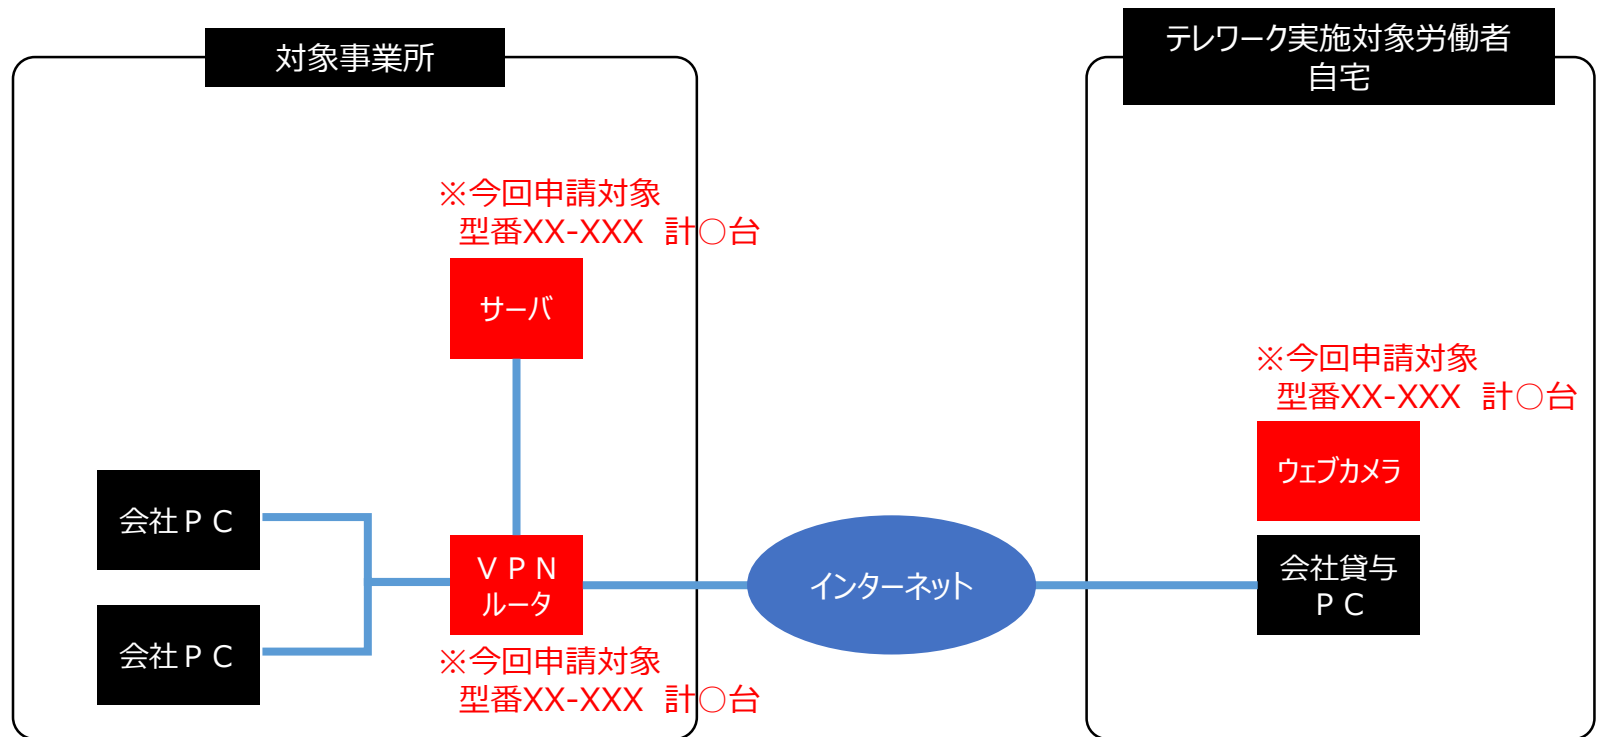 対象事業所
テレワーク実施対象労働者
自宅
※今回申請対象
型番XX-XXX 計○台
サーバ
※今回申請対象
型番XX-XXX 計○台
ウェブカメラ
会社ＰＣ
ＶＰＮ
ルータ
インターネット
会社貸与
ＰＣ
会社ＰＣ
※今回申請対象
型番XX-XXX 計○台